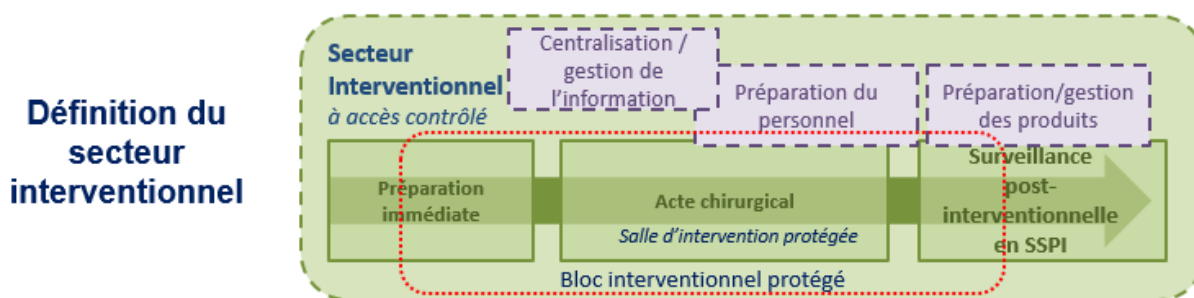 Définition du
secteur
interventionnel
Secteur
Interventionnel
à accès contrôlé
Centralisation /
gestion de
l'information
Préparation du
personnel
Préparation/gestion
des produits
Préparation
immédiate
Acte chirurgical
Salle d'intervention protégée
Surveillance
post-
interventionnelle
en SSPI
Bloc interventionnel protégé